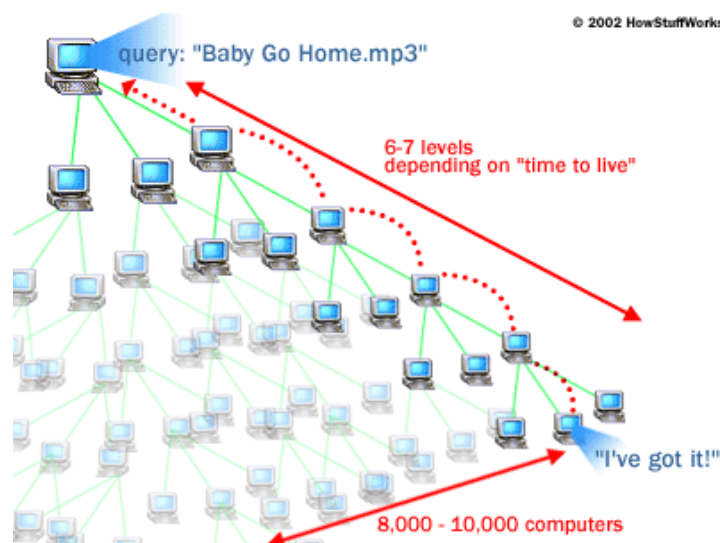 © 2002 HowStuffWorks
query: "Baby Go Home.mp3"
6-7 levels
depending on "time to live"
"I've got it!"
8,000 - 10,000 computers